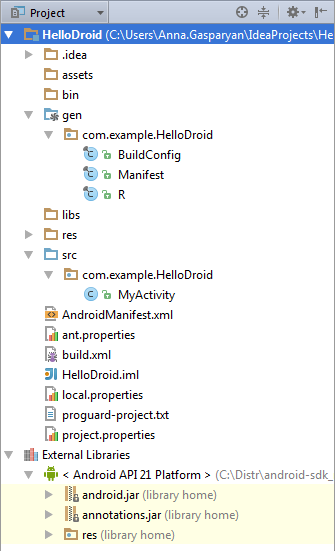 Project
HelloDroid (C:\Users\Anna.Gasparyan\IdeaProjects\He
.idea
assets
bin
gen
com.example.HelloDroid
BuildConfig
Manifest
R
libs
res
src
com.example.HelloDroid
MyActivity
AndroidManifest.xml
ant.properties
build.xml
HelloDroid.iml
local.properties
proguard-project.txt
project.properties
External Libraries
< Android API 21 Platform > (C:\Distr\android-sdk_
android.jar (library home)
annotations.jar (library home)
res (library home)